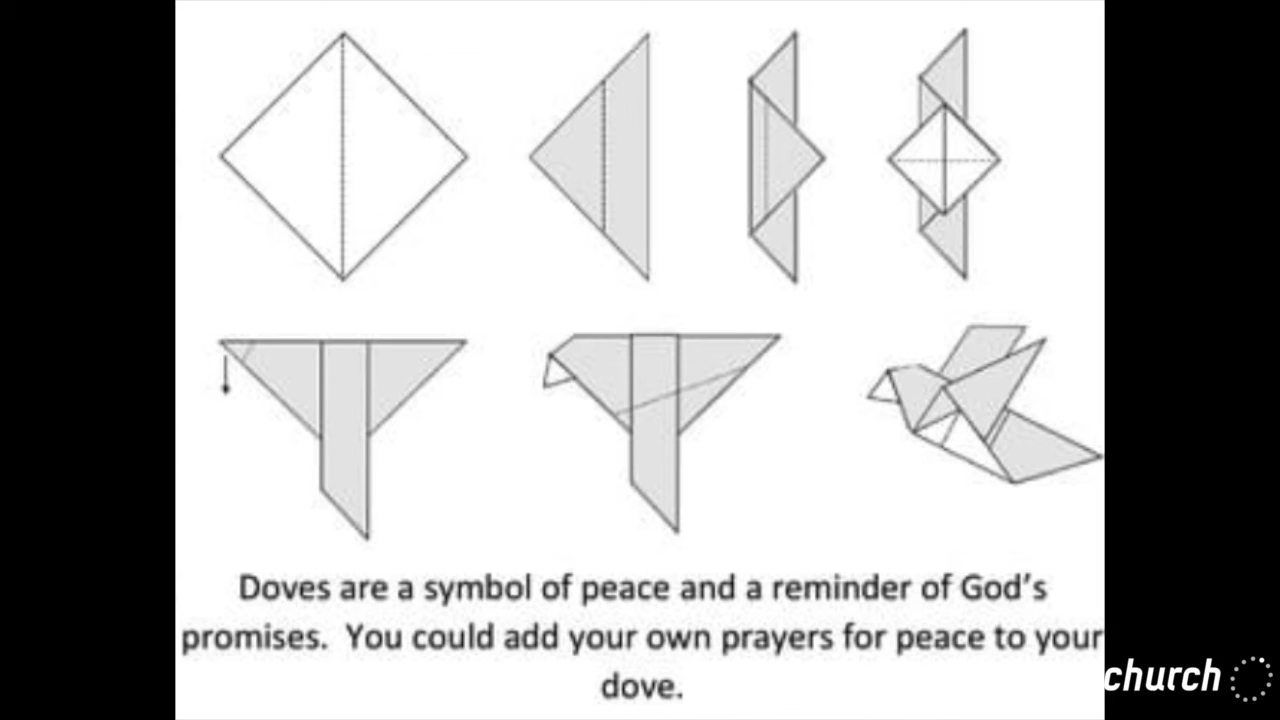 Doves are a symbol of peace and a reminder of God's
promises.  You could add your own prayers for peace to your
dove.
church